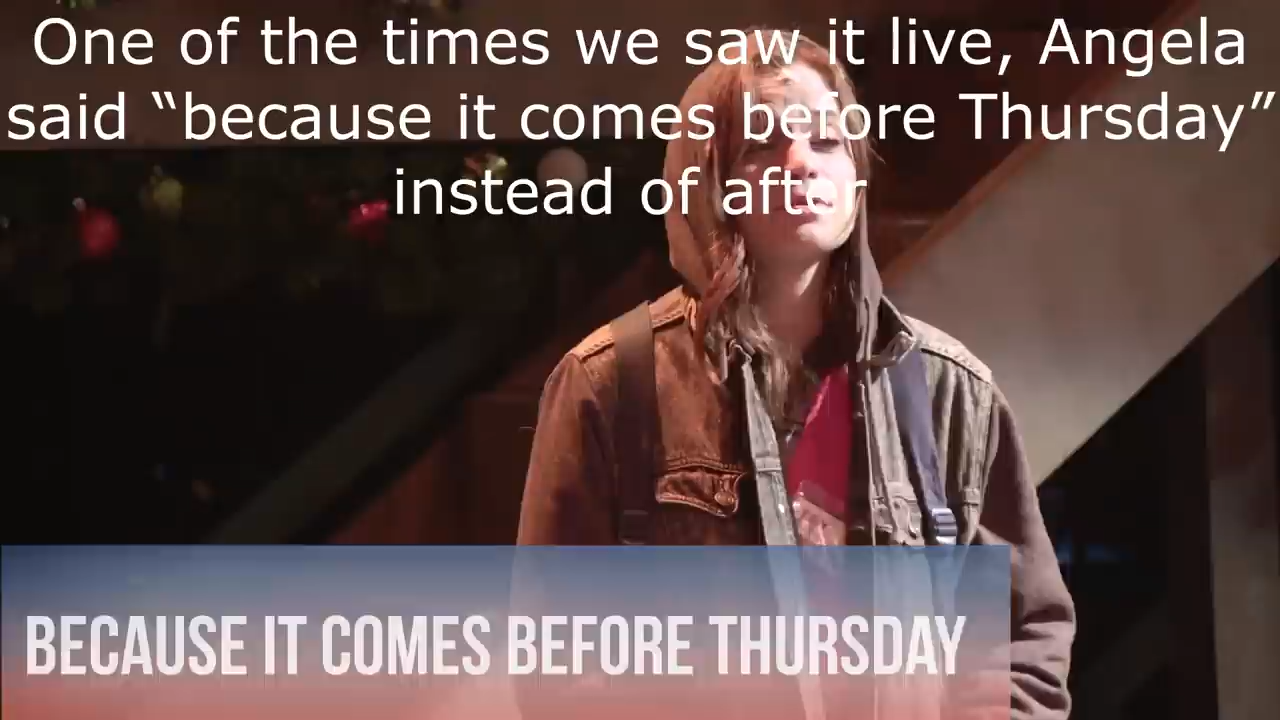 One of the times we saw it live, Angela
said “because it comes before Thursday”
instead of after
BECAUSE IT COMES BEFORE THURSDAY